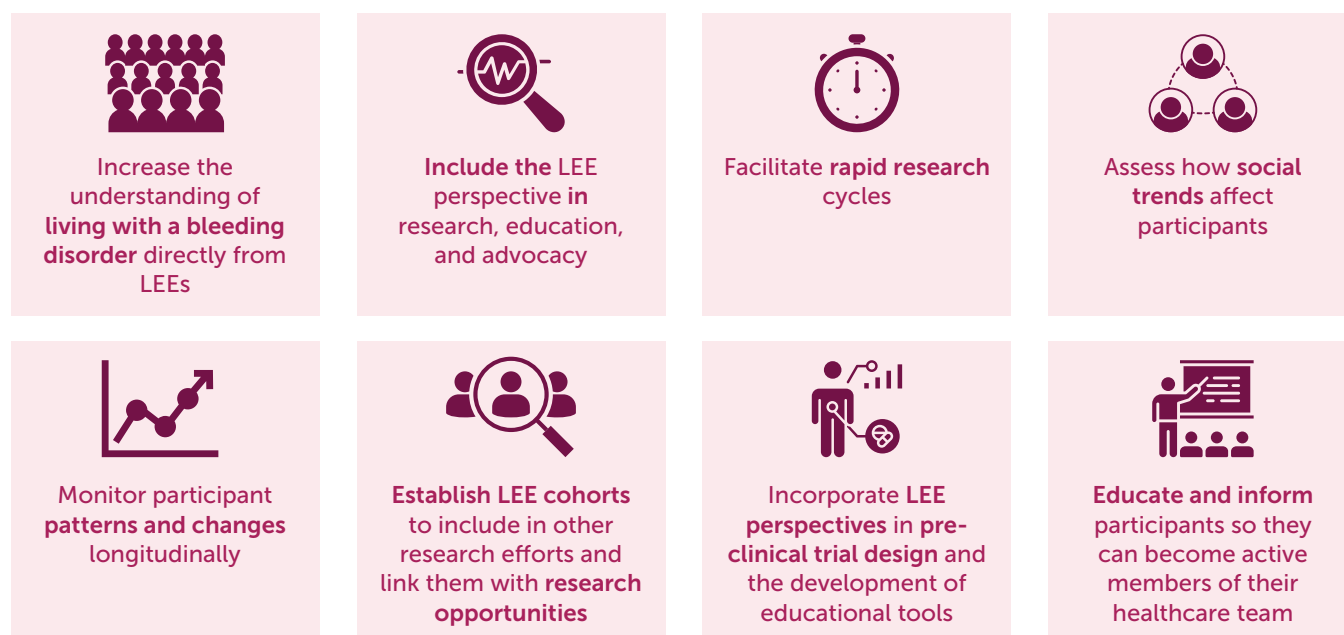 Increase the
understanding of
living with a bleeding
disorder directly from
LEEs
Include the LEE
perspective in
research, education,
and advocacy
Facilitate rapid research
cycles
Assess how social
trends affect
participants
Monitor participant
patterns and changes
longitudinally
Establish LEE cohorts
to include in other
research efforts and
link them with research
opportunities
Incorporate LEE
perspectives in pre-
clinical trial design and
the development of
educational tools
Educate and inform
participants so they
can become active
members of their
healthcare team